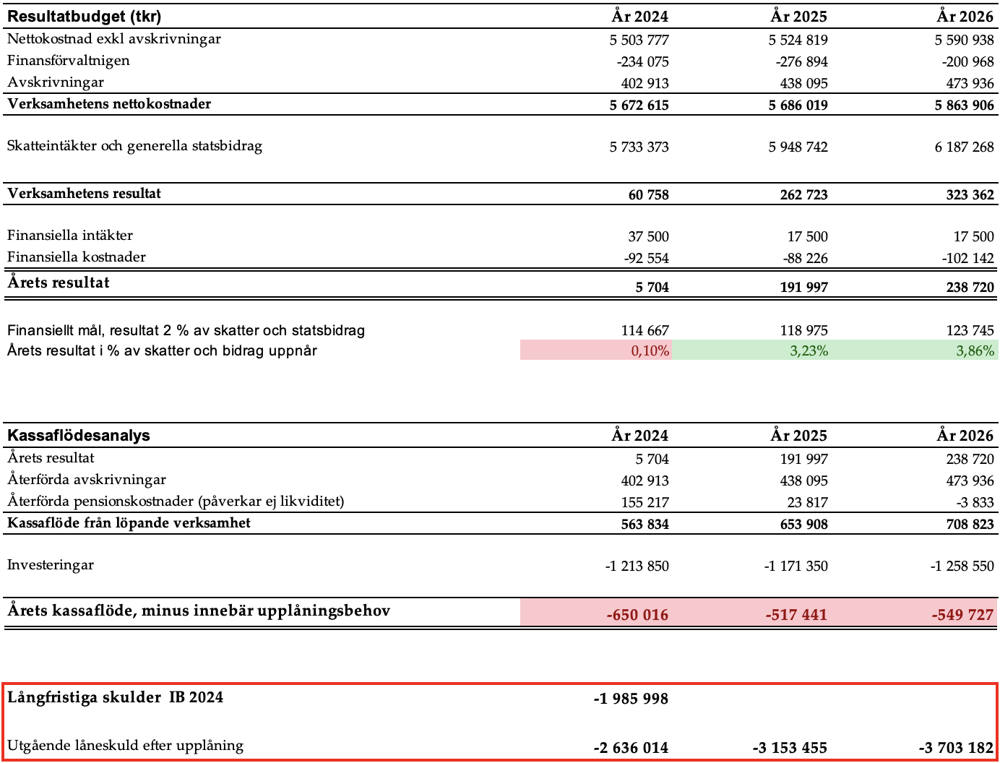 Resultatbudget (tkr) År 2024 År 2025 År 2026
Nettokostnad exkl avskrivningar 5 503 777 5 524 819 5 590 938
Finansförvaltnigen -234 075 -276 894 -200 968
Avskrivningar 402 913 438 095 473 936
Verksamhetens nettokostnader 5 672 615 5 686 019 5 863 906
Skatteintäkter och generella statsbidrag 5 733 373 5 948 742 6 187 268
Verksamhetens resultat 60 758 262 723 323 362
Finansiella intäkter 37 500 17 500 17 500
Finansiella kostnader -92 554 -88 226 -102 142
Årets resultat 5 704 191 997 238 720
Finansiellt mål, resultat 2 % av skatter och statsbidrag 114 667 118 975 123 745
Årets resultat i % av skatter och bidrag uppnår 0,10% 3,23% 3,86%
Kassaflödesanalys År 2024 År 2025 År 2026
Årets resultat 5 704 191 997 238 720
Återförda avskrivningar 402 913 438 095 473 936
Återförda pensionskostnader (påverkar ej likviditet) 155 217 23 817 -3 833
Kassaflöde från löpande verksamhet 563 834 653 908 708 823
Investeringar -1 213 850 -1 171 350 -1 258 550
Årets kassaflöde, minus innebär upplåningsbehov -650 016 -517 441 -549 727
Långfristiga skulder IB 2024 -1 985 998
Utgående låneskuld efter upplåning -2 636 014 -3 153 455 -3 703 182